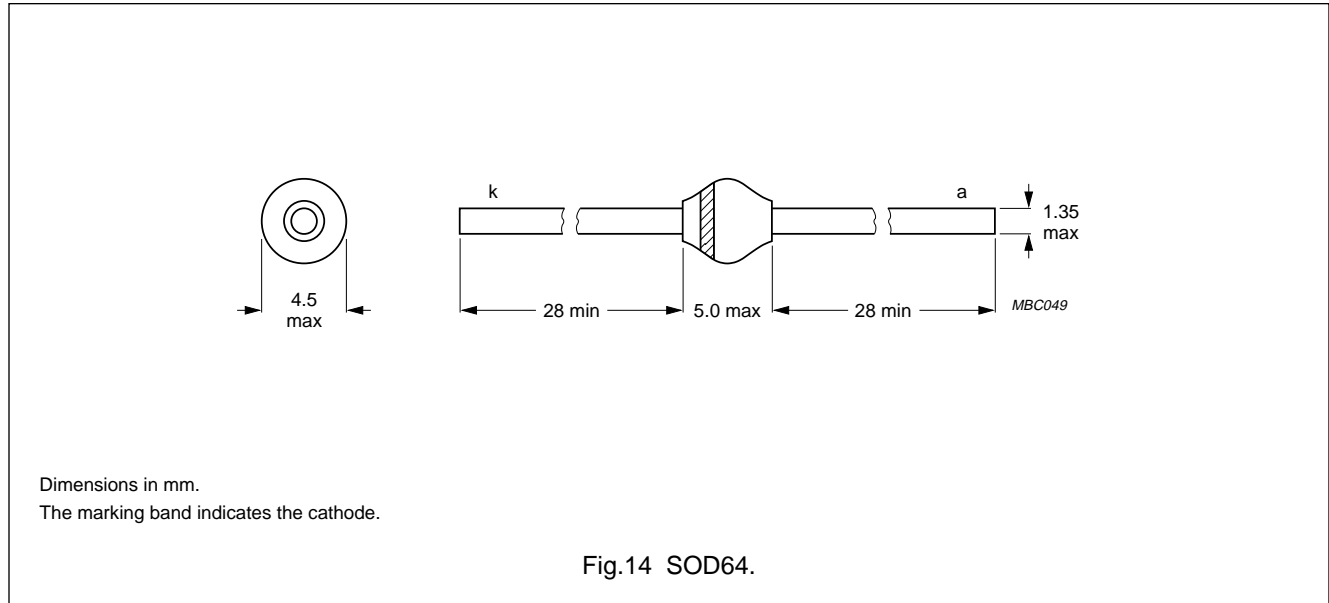 k
a
1.35
max
4.5
max
28 min
5.0 max
28 min
MBC049
Dimensions in mm.
The marking band indicates the cathode.
Fig.14 SOD64.